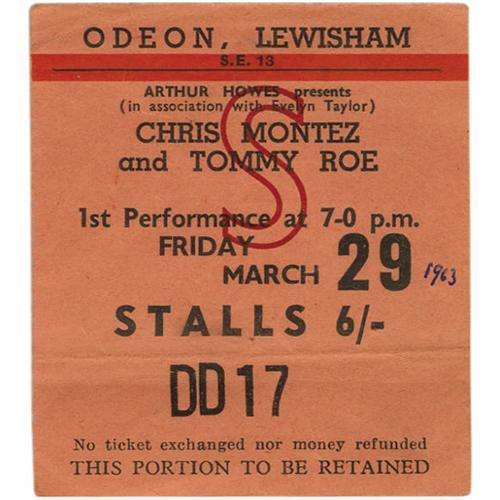 ODEON, LEWISHAM
S.E. 13
ARTHUR HOWES presents
(in association with Evelyn Taylor)
CHRIS MONTEZ
and TOMMY ROE
S
1st Performance at 7-0 p.m.
FRIDAY
MARCH 29 1963
STALLS 6/-
DD 17
No ticket exchanged nor money refunded
THIS PORTION TO BE RETAINED